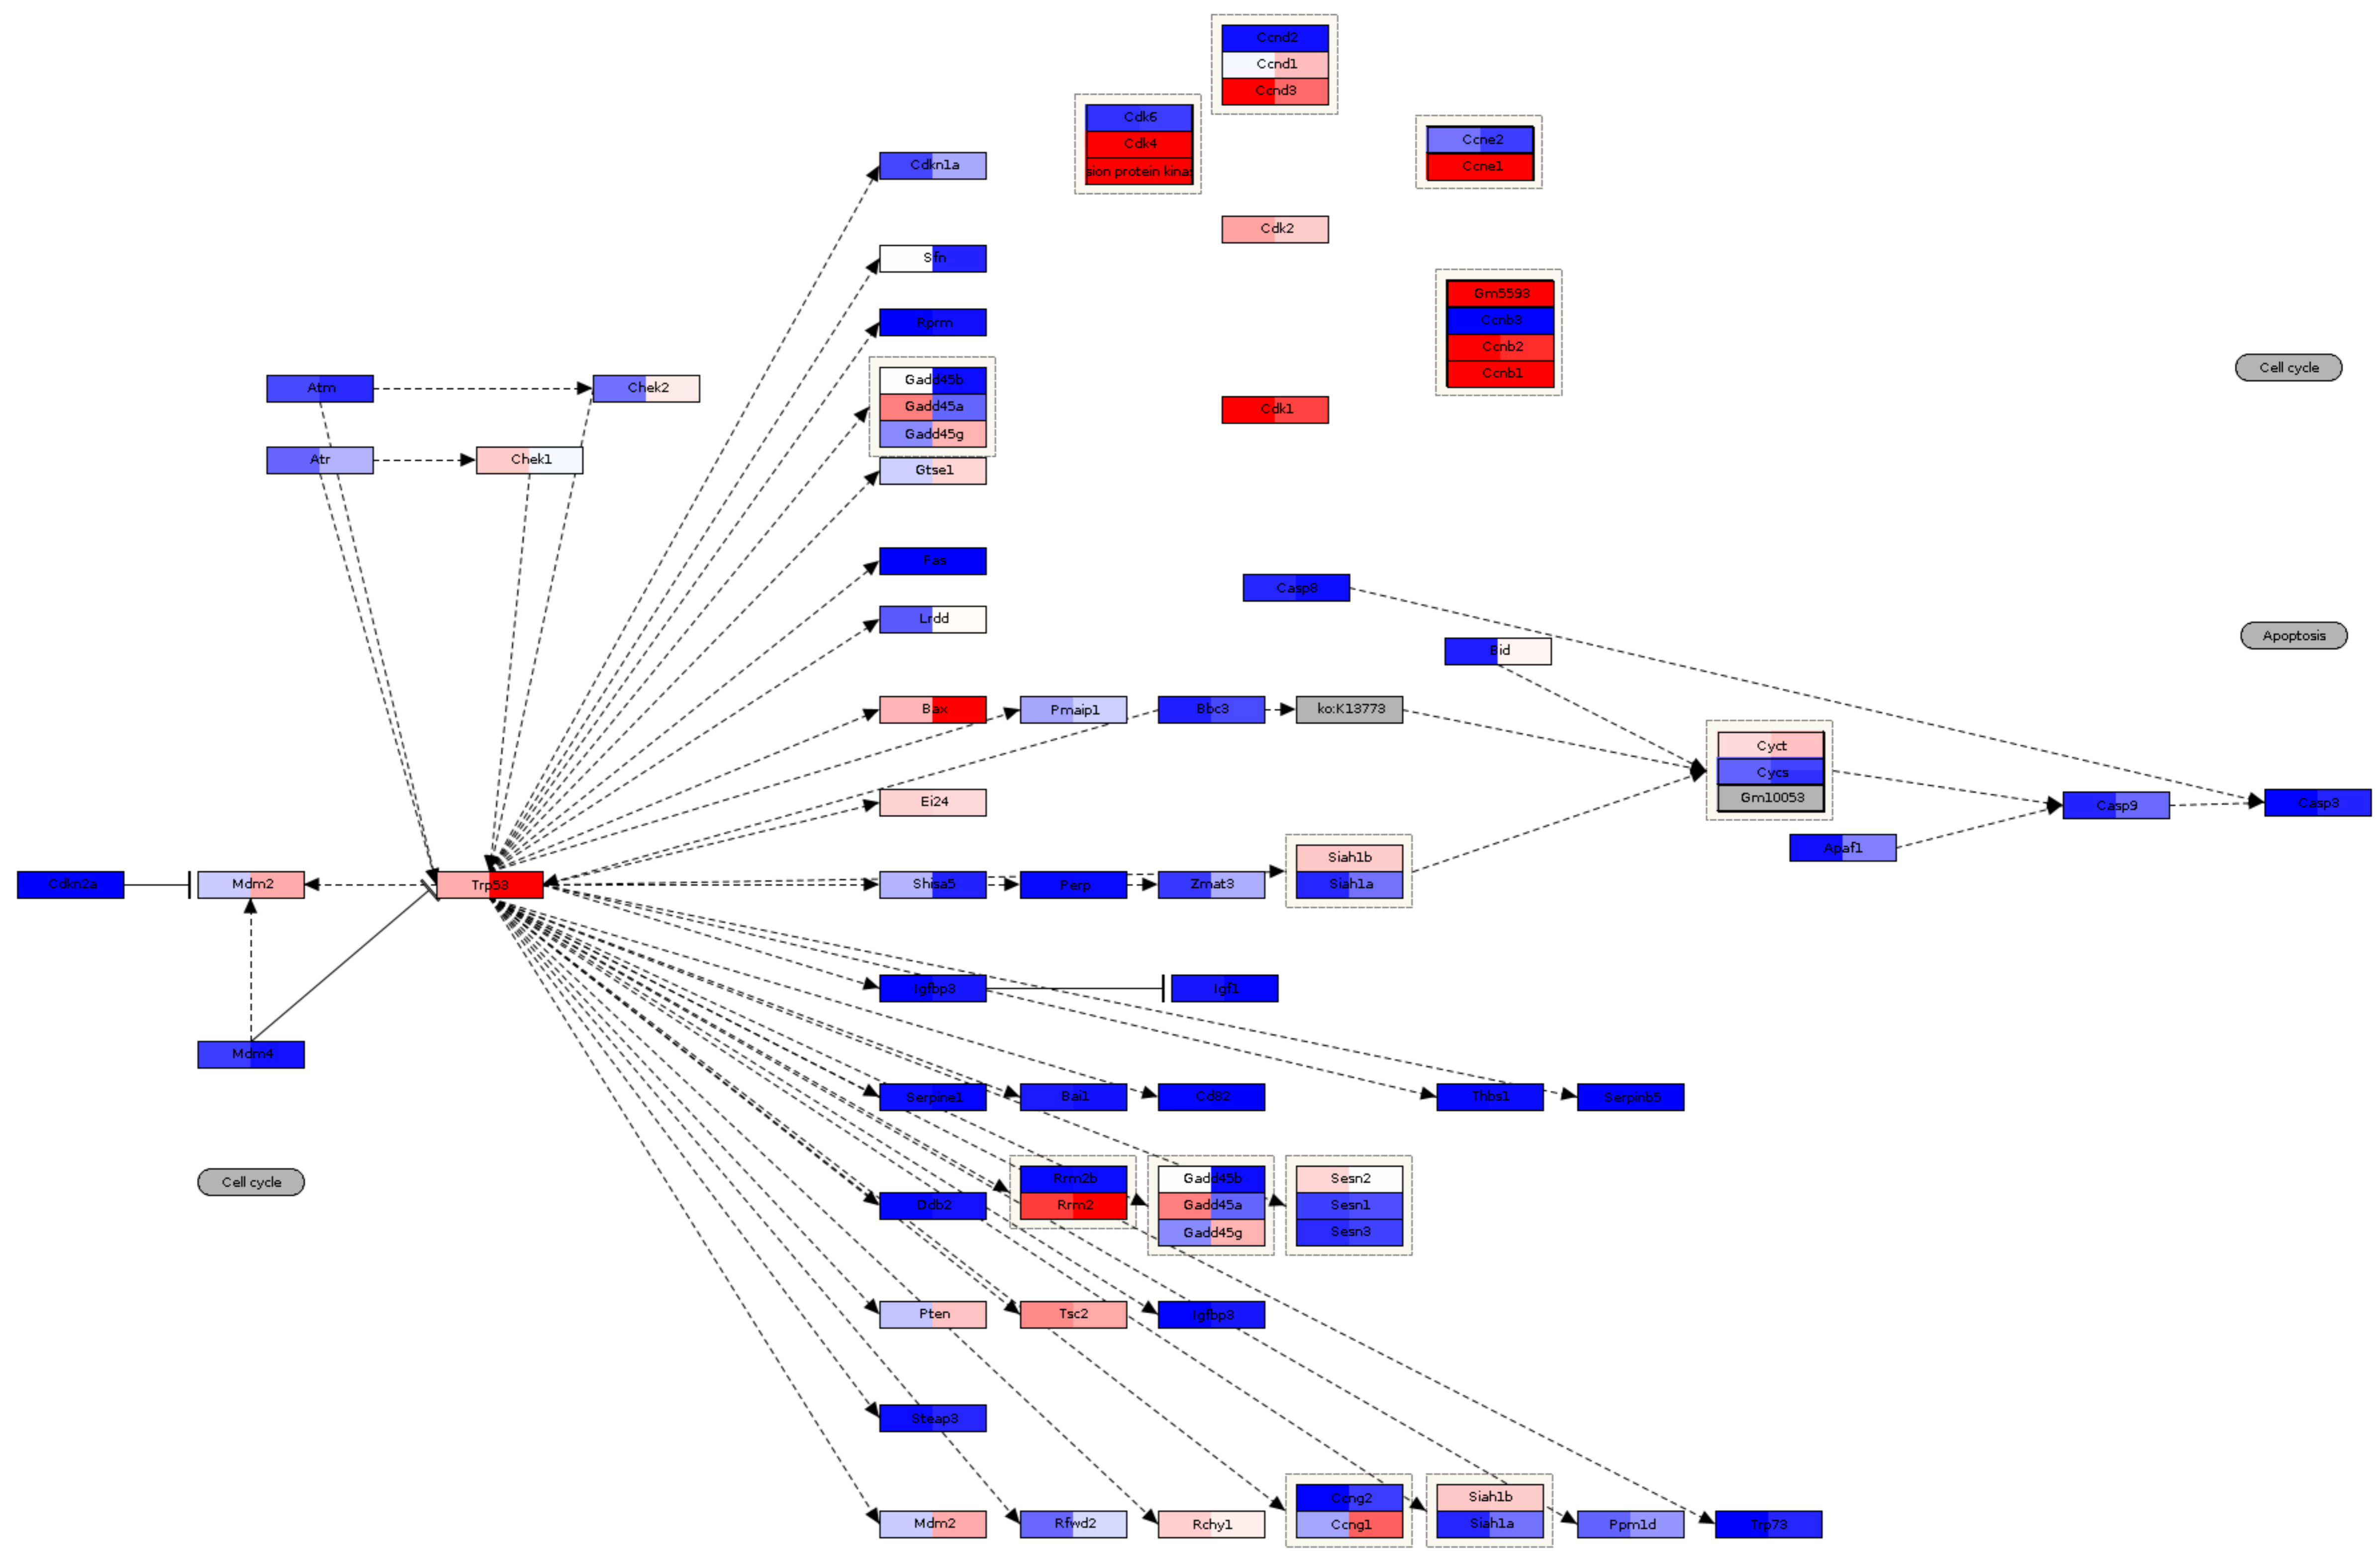 Ccnd2
Ccnd1
Ccnd3
Cdk6
Cdk4
sion protein kina
Ccne2
Ccne1
Cdkn1a
Cdk2
Sfn
Rprm
Gm5593
Ccnb3
Ccnb2
Ccnb1
Cell cycle
Atm
Chek2
Gadd45b
Gadd45a
Gadd45g
Cdk1
Atr
Chek1
Gtse1
Fas
Casp8
Lrdd
Bid
Apoptosis
Bax
Pmaip1
Bbc3
ko:K13773
Cyct
Cycs
Gm10053
Ei24
Casp9
Casp3
Apaf1
Siah1b
Siah1a
Cdkn2a
Mdm2
Trp53
Shisa5
Perp
Zmat3
Igfbp3
Igf1
Mdm4
Serpine1
Bai1
Cd82
Thbs1
Serpinb5
Cell cycle
Rrm2b
Rrm2
Gadd45b
Gadd45a
Gadd45g
Sesn2
Sesn1
Sesn3
Ddb2
Pten
Tsc2
Igfbp3
Steap3
Mdm2
Rfwd2
Rchy1
Ccng2
Ccng1
Siah1b
Siah1a
Ppm1d
Trp73